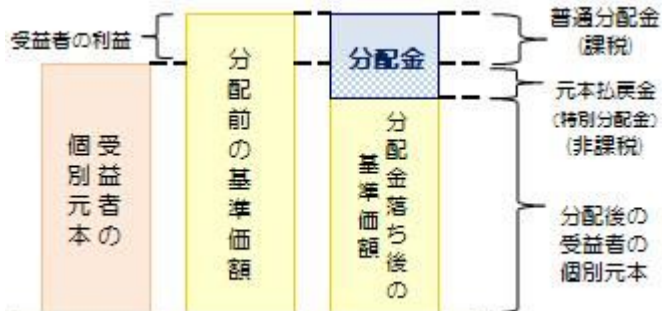 受益者の利益
受益者の
個別元本
分配前の基準価額
分配金
分配金落ち後の
基準価額
普通分配金
(課税)
元本払戻金
(特別分配金)
(非課税)
分配後の
受益者の
個別元本